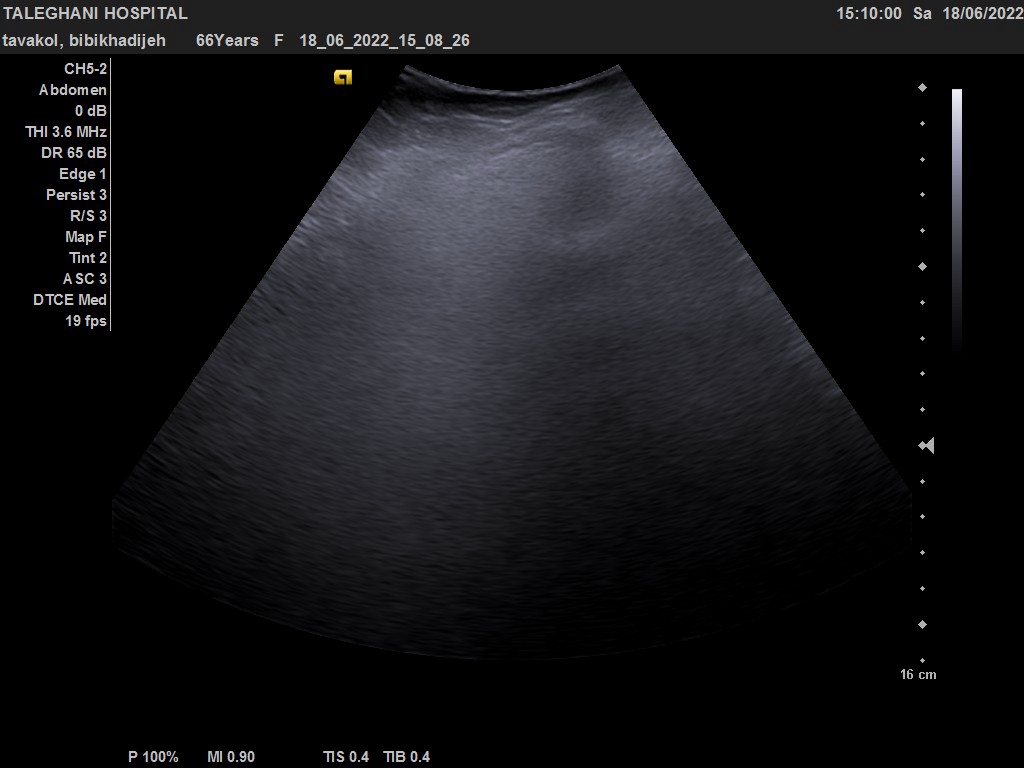 TALEGHANI HOSPITAL 15:10:00 Sa 18/06/2022
tavakol, bibikhadijeh 66Years F 18_06_2022_15_08_26
CH5-2
Abdomen
0 dB
THI 3.6 MHz
DR 65 dB
Edge 1
Persist 3
R/S 3
Map F
Tint 2
ASC 3
DTCE Med
19 fps
16 cm
P 100% MI 0.90 TIS 0.4 TIB 0.4